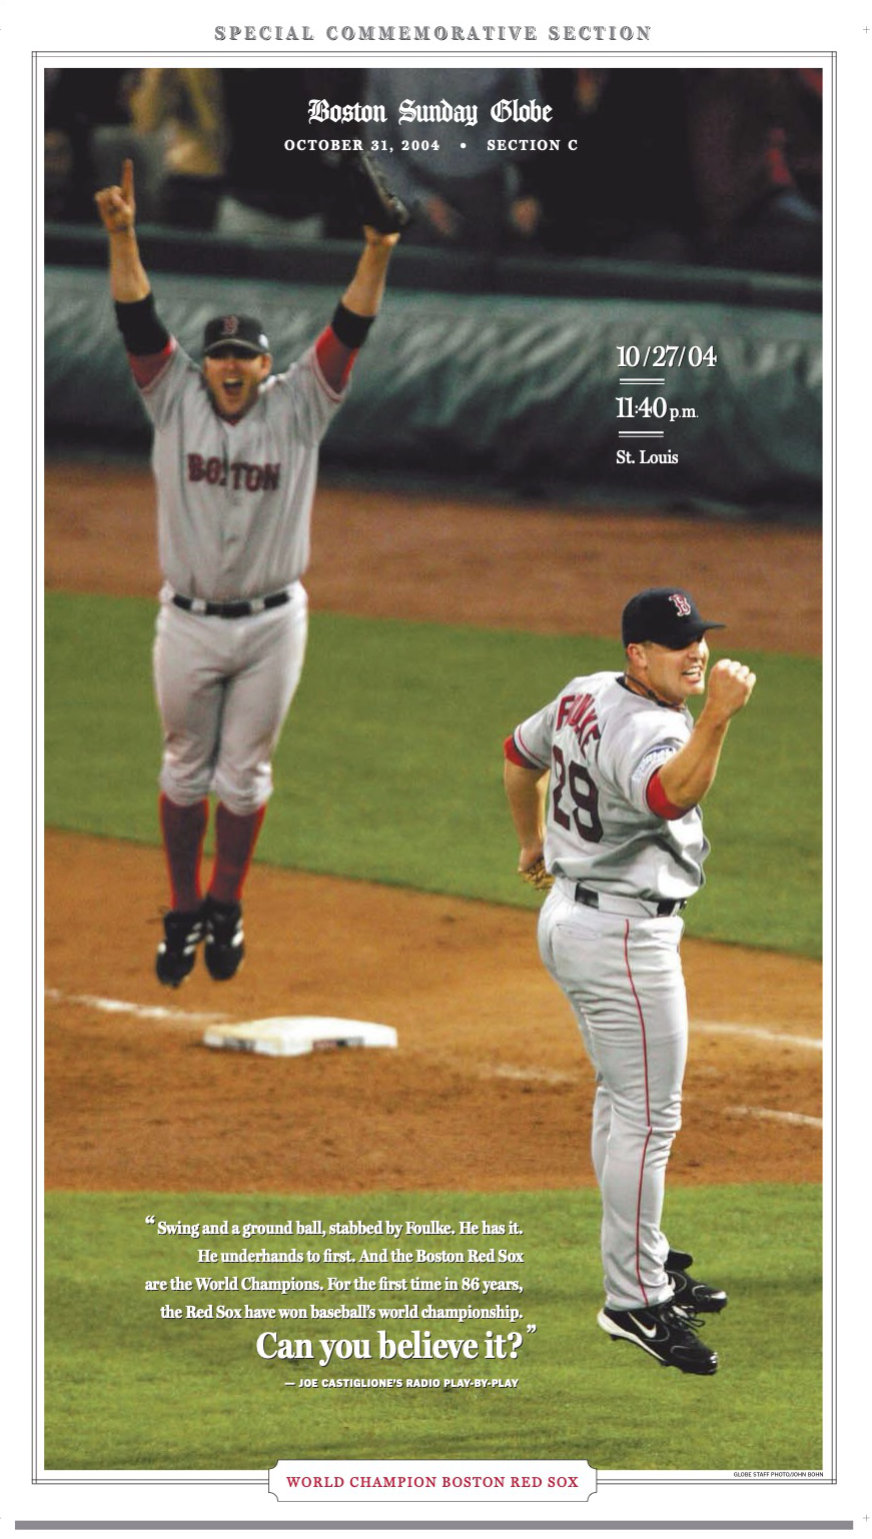 SPECIAL COMMEMORATIVE SECTION
Boston Sunday Globe
OCTOBER 31, 2004 • SECTION C
10/27/04
11:40 p.m.
St. Louis
BOSTON
B
B
FOULKE
29
“Swing and a ground ball, stabbed by Foulke. He has it.
He underhands to first. And the Boston Red Sox
are the World Champions. For the first time in 86 years,
the Red Sox have won baseball’s world championship.
Can you believe it?”
— JOE CASTIGLIONE’S RADIO PLAY-BY-PLAY
WORLD CHAMPION BOSTON RED SOX
GLOBE STAFF PHOTO/JOHN BOHN